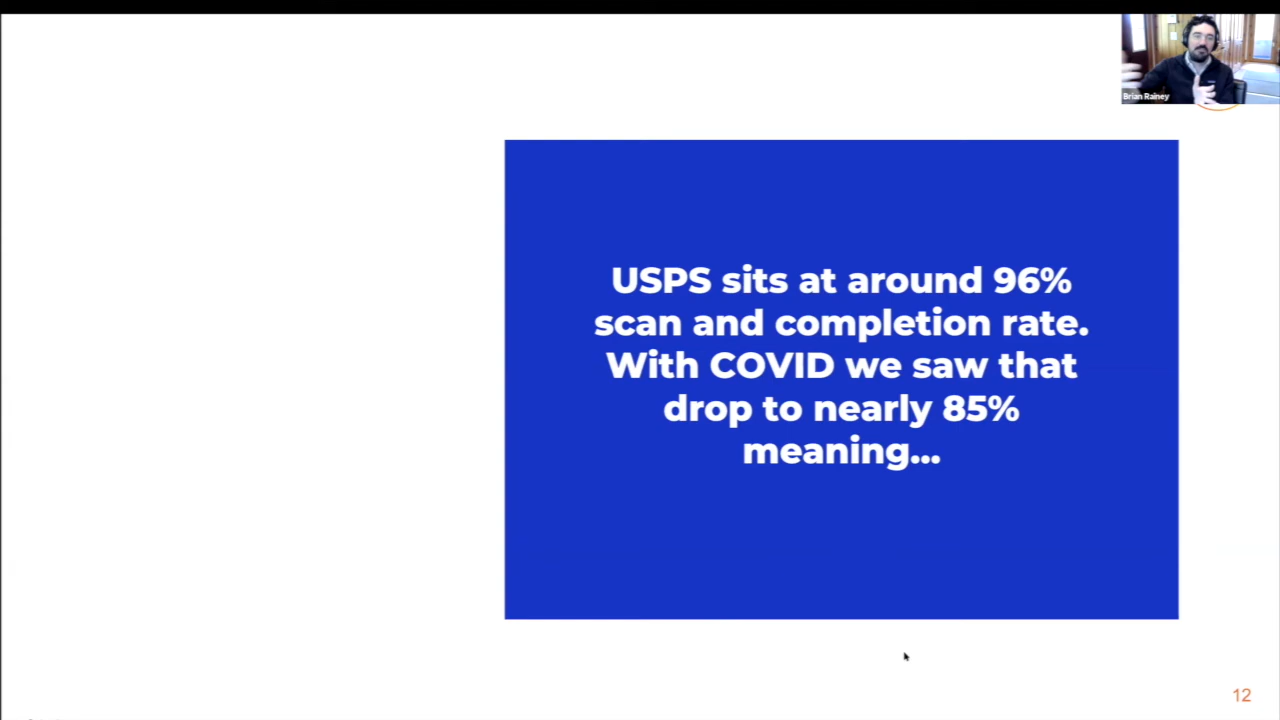 Brian Rainey
USPS sits at around 96%
scan and completion rate.
With COVID we saw that
drop to nearly 85%
meaning...
12